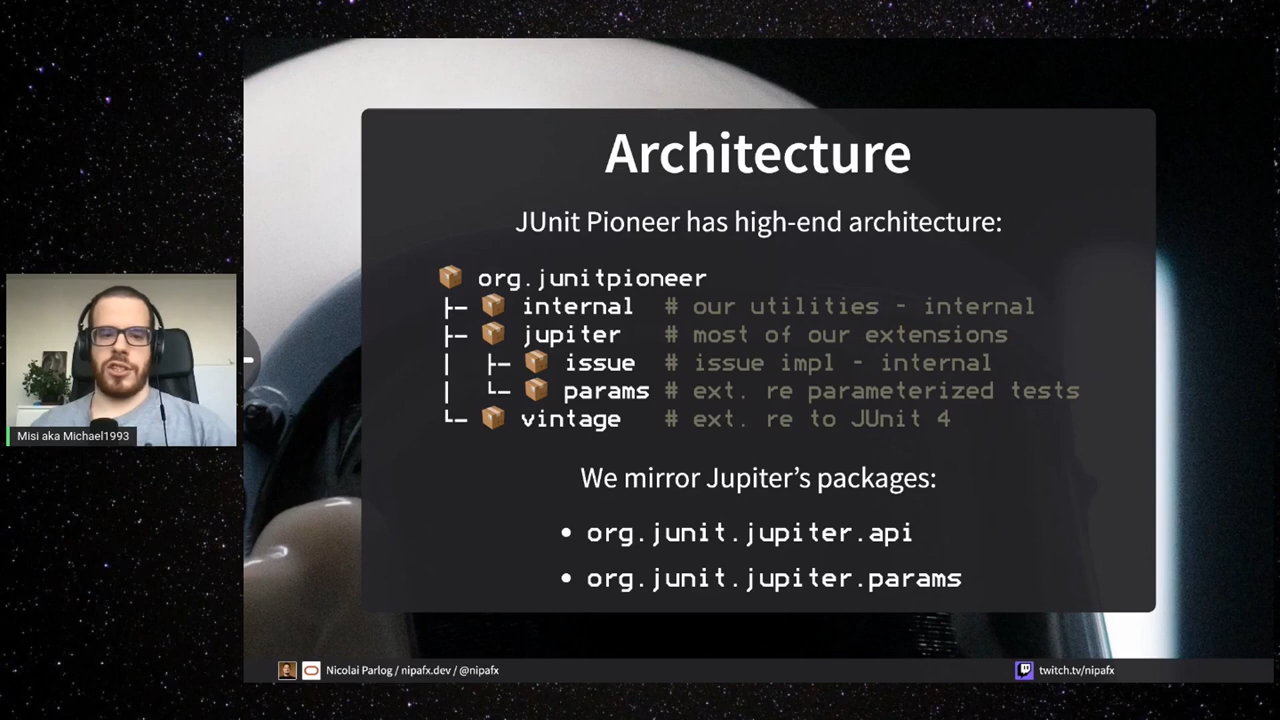 Architecture
JUnit Pioneer has high-end architecture:
org.junitpioneer
├─ internal # our utilities - internal
├─ jupiter # most of our extensions
│ ├─ issue # issue impl - internal
│ └─ params # ext. re parameterized tests
└─ vintage # ext. re to JUnit 4
We mirror Jupiter’s packages:
• org.junit.jupiter.api
• org.junit.jupiter.params
Misi aka Michael1993
Nicolai Parlog / nipafx.dev / @nipafx
twitch.tv/nipafx